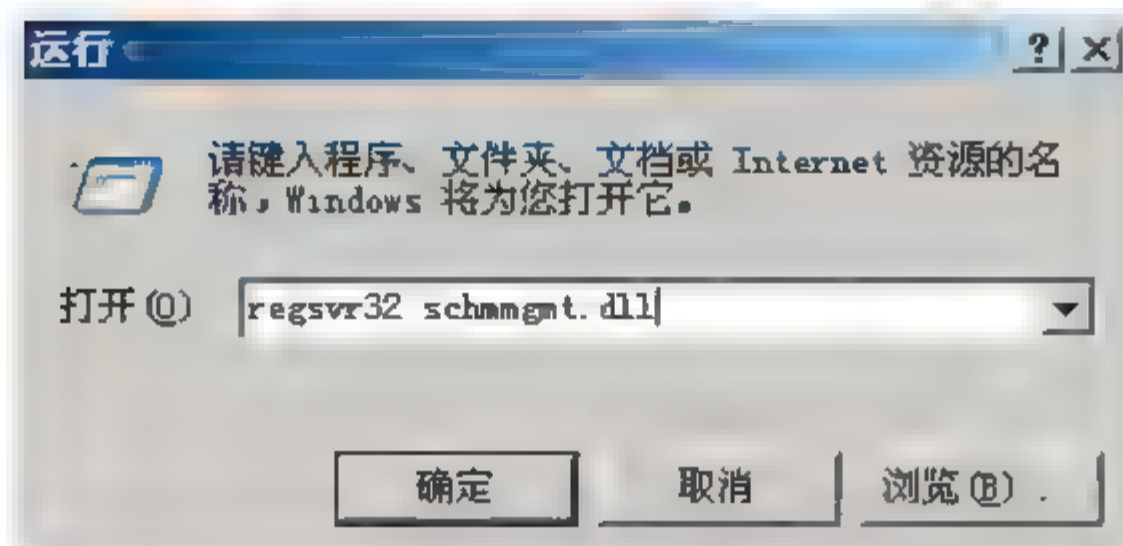 运行
请键入程序、文件夹、文档或 Internet 资源的名
称，Windows 将为您打开它。
打开(O) regsvr32 schmmgmt.dll
确定 取消 浏览(B) .